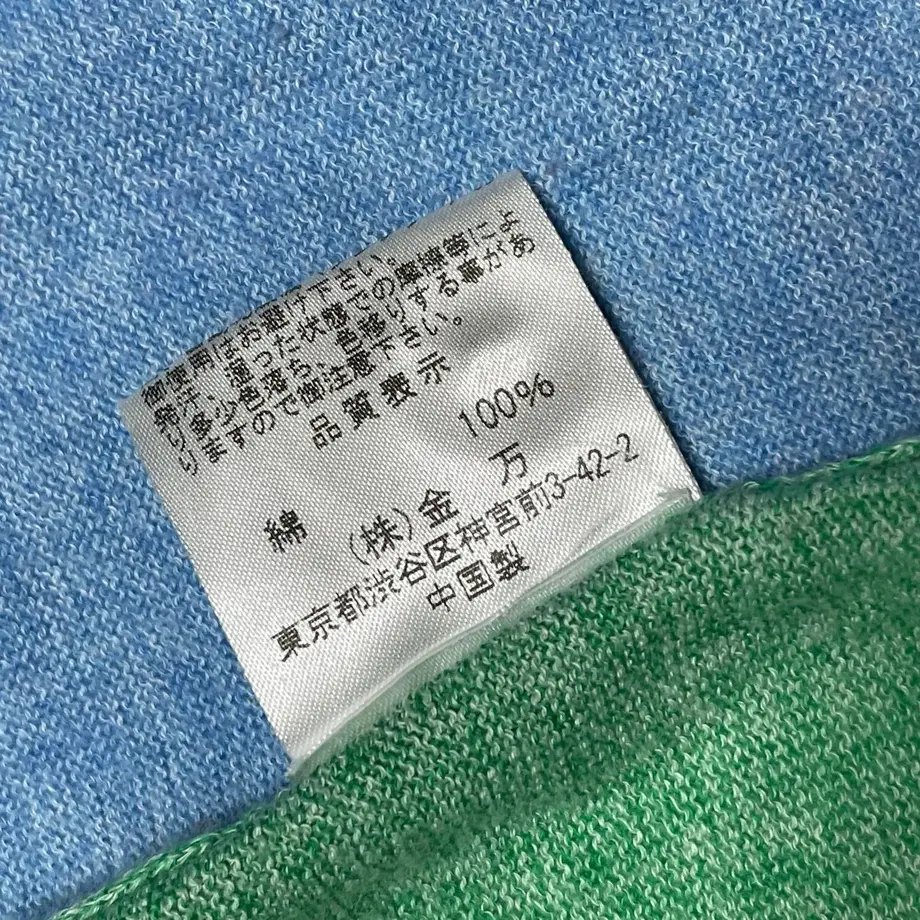 御使用はお避け下さい。
汗、湿った状態での摩擦等によ
り多少色落ち、色移りする事があ
りますので御注意下さい。
品質表示
綿 100%
(株)金 万
東京都渋谷区神宮前3-42-2
中国製